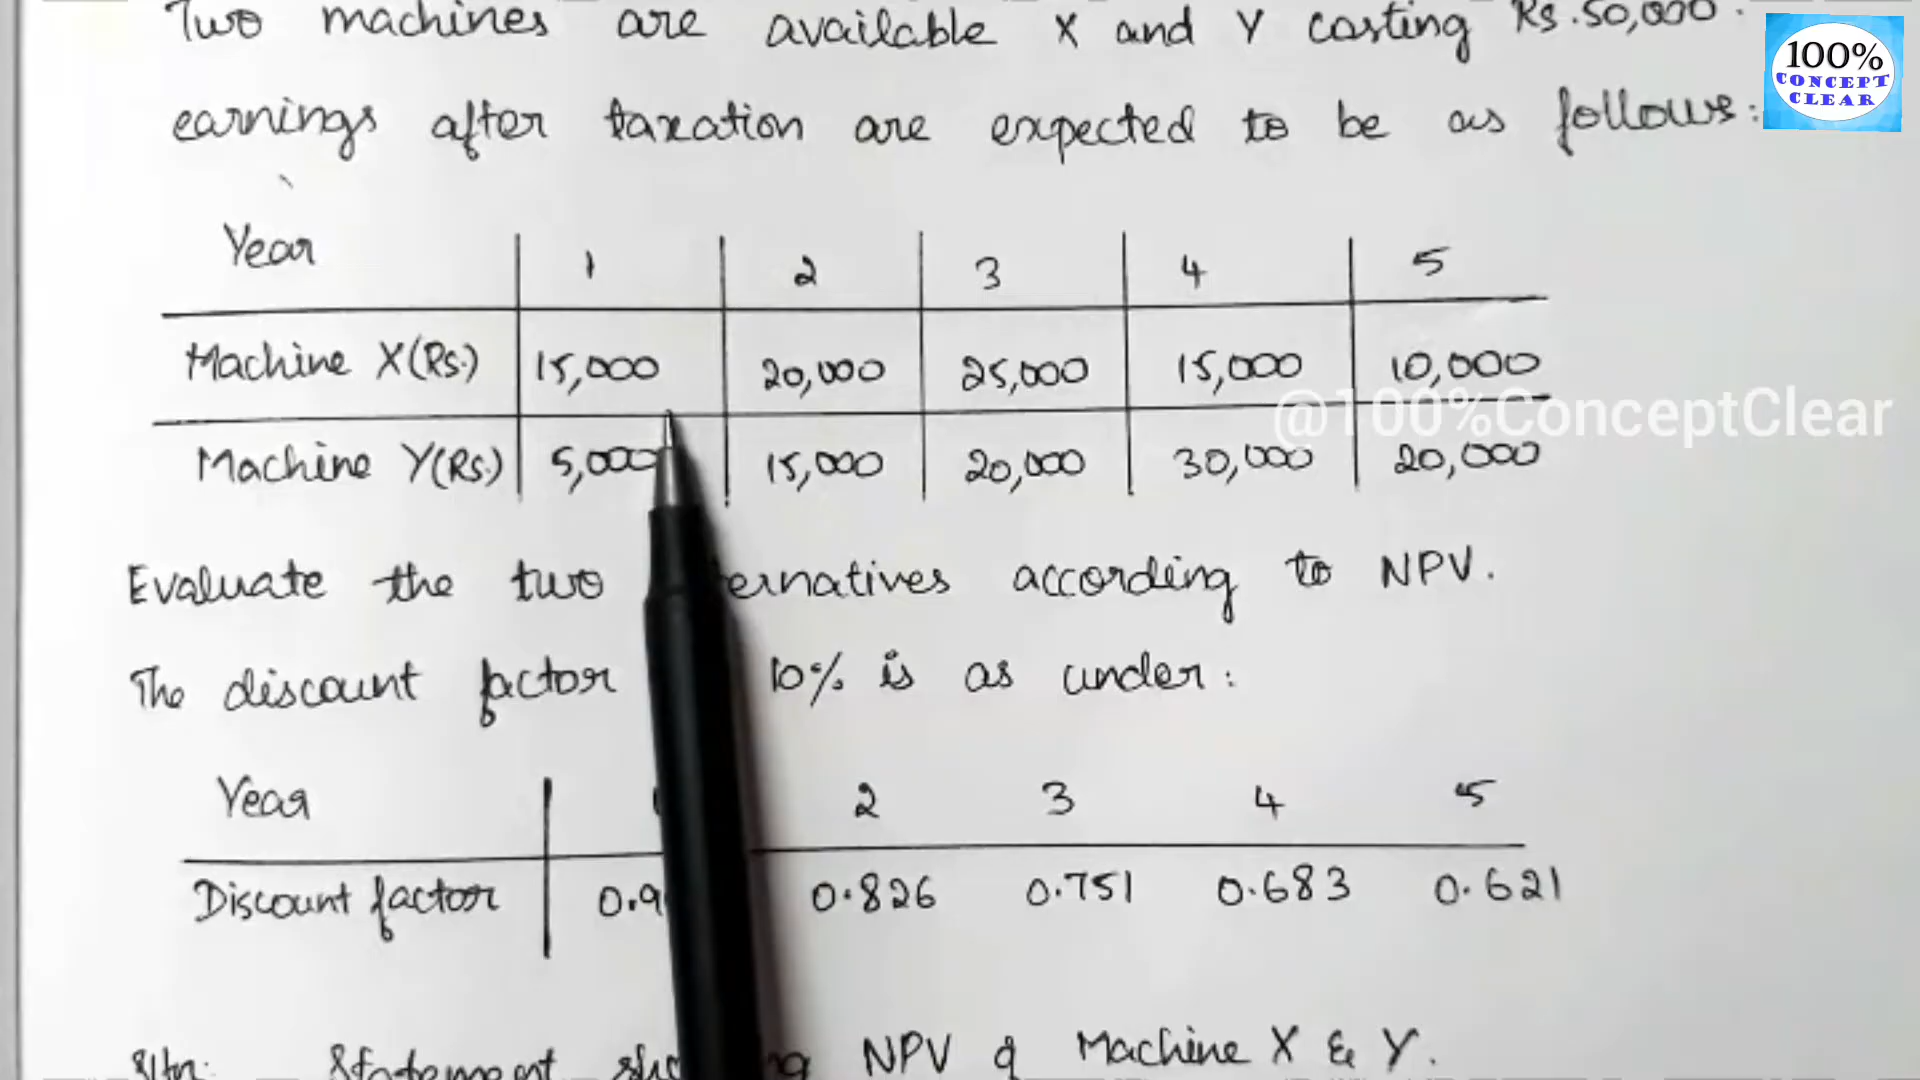 Two machines are available X and Y costing Rs.50,000.
earnings after taxation are expected to be as follows:
100%
CONCEPT
CLEAR
Year 1 2 3 4 5
Machine X(Rs.) 15,000 20,000 25,000 15,000 10,000
@100%ConceptClear
Machine Y(Rs.) 5,000 15,000 20,000 30,000 20,000
Evaluate the two ernatives according to NPV.
The discount factor 10% is as under:
Year 2 3 4 5
Discount factor 0.9 0.826 0.751 0.683 0.621
Statement NPV of Machine X & Y.